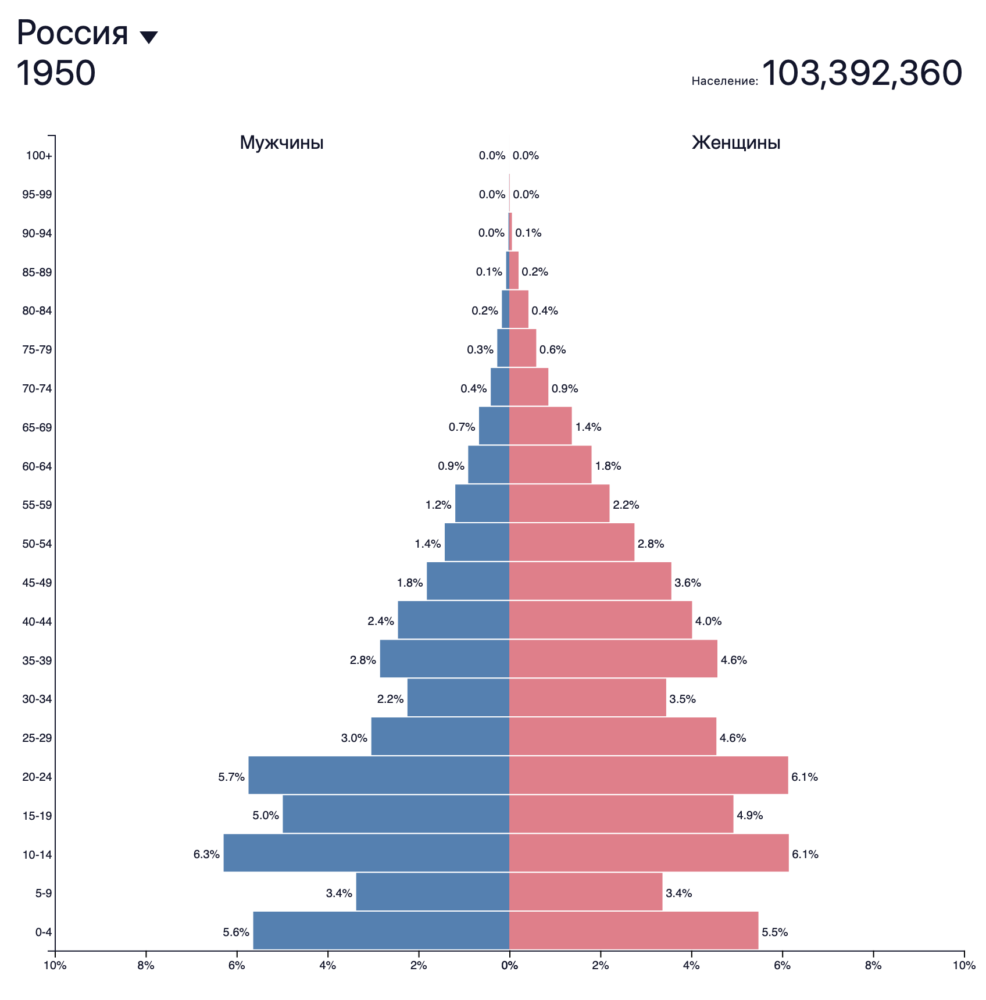 Россия
1950
Население: 103,392,360
Мужчины Женщины
100+ 0.0% 0.0%
95-99 0.0% 0.0%
90-94 0.0% 0.1%
85-89 0.1% 0.2%
80-84 0.2% 0.4%
75-79 0.3% 0.6%
70-74 0.4% 0.9%
65-69 0.7% 1.4%
60-64 0.9% 1.8%
55-59 1.2% 2.2%
50-54 1.4% 2.8%
45-49 1.8% 3.6%
40-44 2.4% 4.0%
35-39 2.8% 4.6%
30-34 2.2% 3.5%
25-29 3.0% 4.6%
20-24 5.7% 6.1%
15-19 5.0% 4.9%
10-14 6.3% 6.1%
5-9 3.4% 3.4%
0-4 5.6% 5.5%
10% 8% 6% 4% 2% 0% 2% 4% 6% 8% 10%